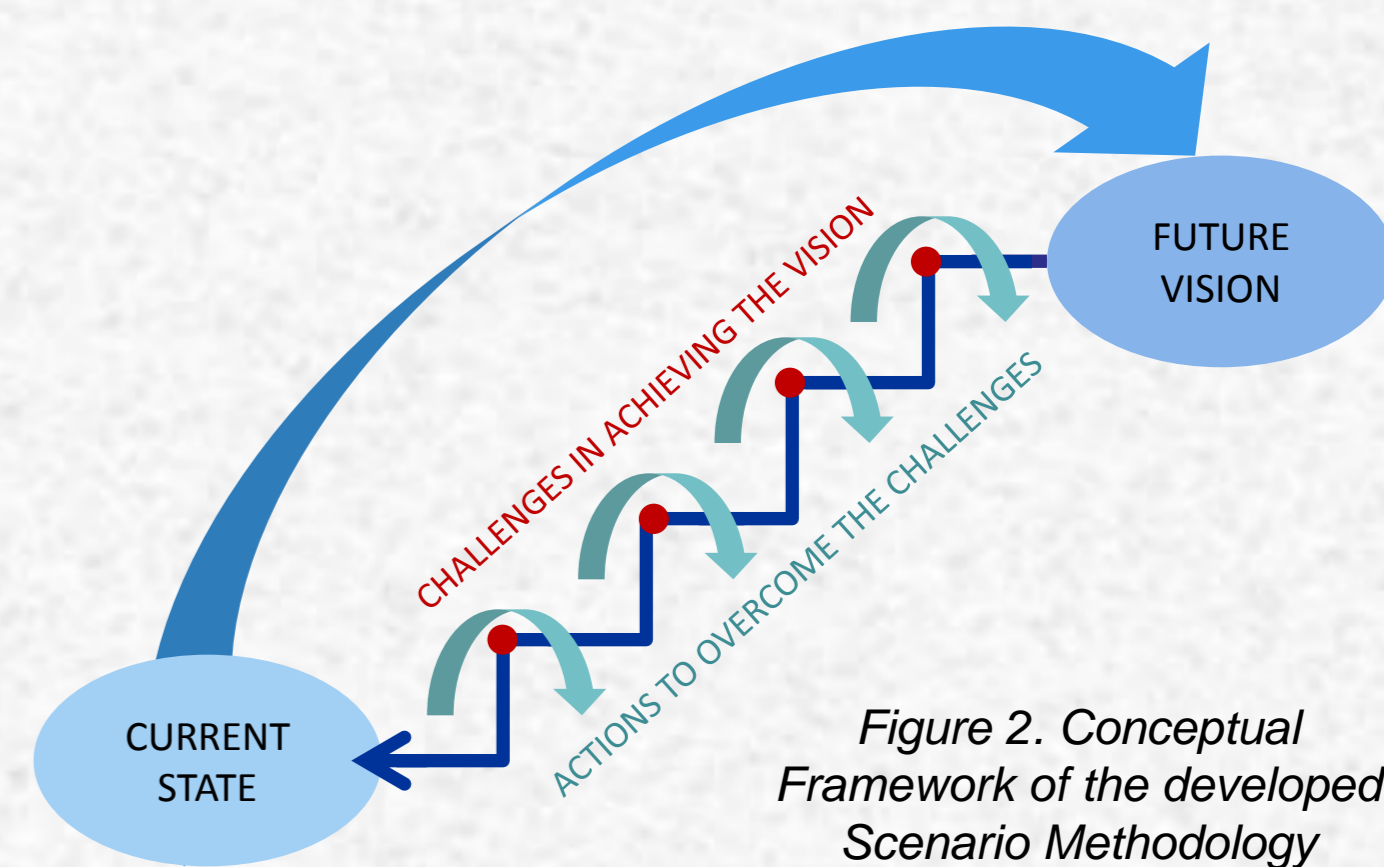 FUTURE
VISION
CHALLENGES IN ACHIEVING THE VISION
ACTIONS TO OVERCOME THE CHALLENGES
CURRENT
STATE
Figure 2. Conceptual
Framework of the developed
Scenario Methodology